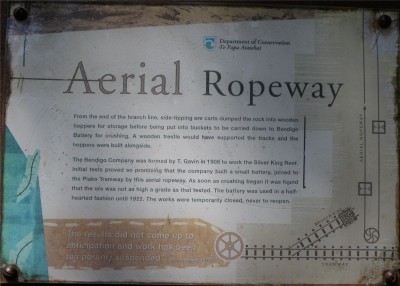 Department of Conservation
Te Papa Atawhai
Aerial Ropeway
From the end of the branch line, side-tipping ore carts dumped the rock into wooden
hoppers for storage before being put into buckets to be carried down to Bendigo
Battery for crushing. A wooden trestle would have supported the tracks and the
hoppers were built alongside.
The Bendigo Company was formed by T. Gavin in 1908 to work the Silver King Reef.
Initial tests proved so promising that the company built a small battery, joined to
the Piako Tramway by this aerial ropeway. As soon as crushing began it was found
that the ore was not as high a grade as that tested. The battery was used in a half-
hearted fashion until 1922. The works were temporarily closed, never to reopen.
The results did not come up to
anticipation and work has been
temporarily suspended
AERIAL ROPEWAY
TRAMWAY